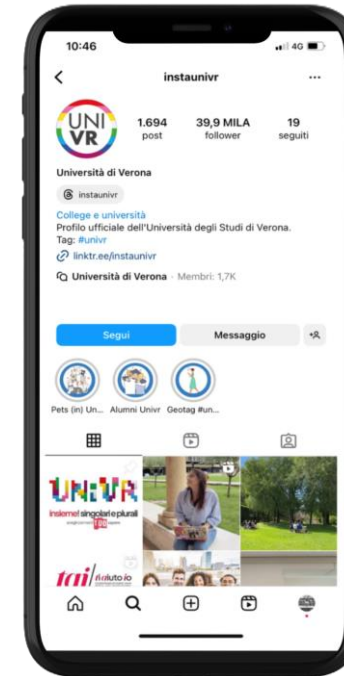 10:46
4G
instaunivr
UNI
VR
1.694
post
39,9 MILA
follower
19
seguiti
Università di Verona
instaunivr
College e università
Profilo ufficiale dell'Università degli Studi di Verona.
Tag: #univr
linktr.ee/instaunivr
Università di Verona · Membri: 1,7K
Segui
Messaggio
Pets (in) Un...
Alumni Univr
Geotag #un...
UNIVR
insieme! singolari e plurali